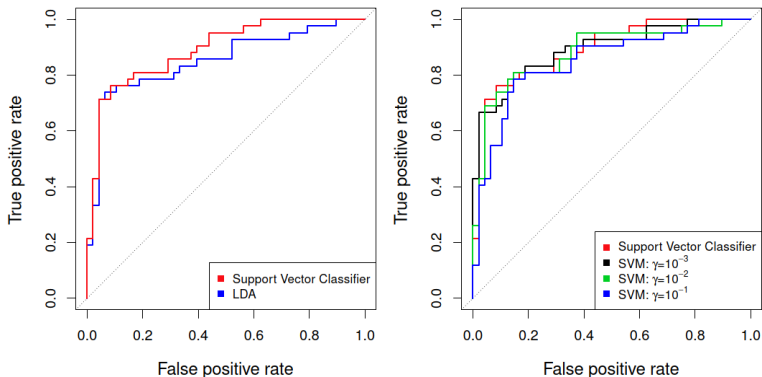 True positive rate
1.0
0.8
0.6
0.4
0.2
0.0
Support Vector Classifier
LDA
0.0 0.2 0.4 0.6 0.8 1.0
False positive rate
True positive rate
1.0
0.8
0.6
0.4
0.2
0.0
Support Vector Classifier
SVM: γ=10⁻³
SVM: γ=10⁻²
SVM: γ=10⁻¹
0.0 0.2 0.4 0.6 0.8 1.0
False positive rate